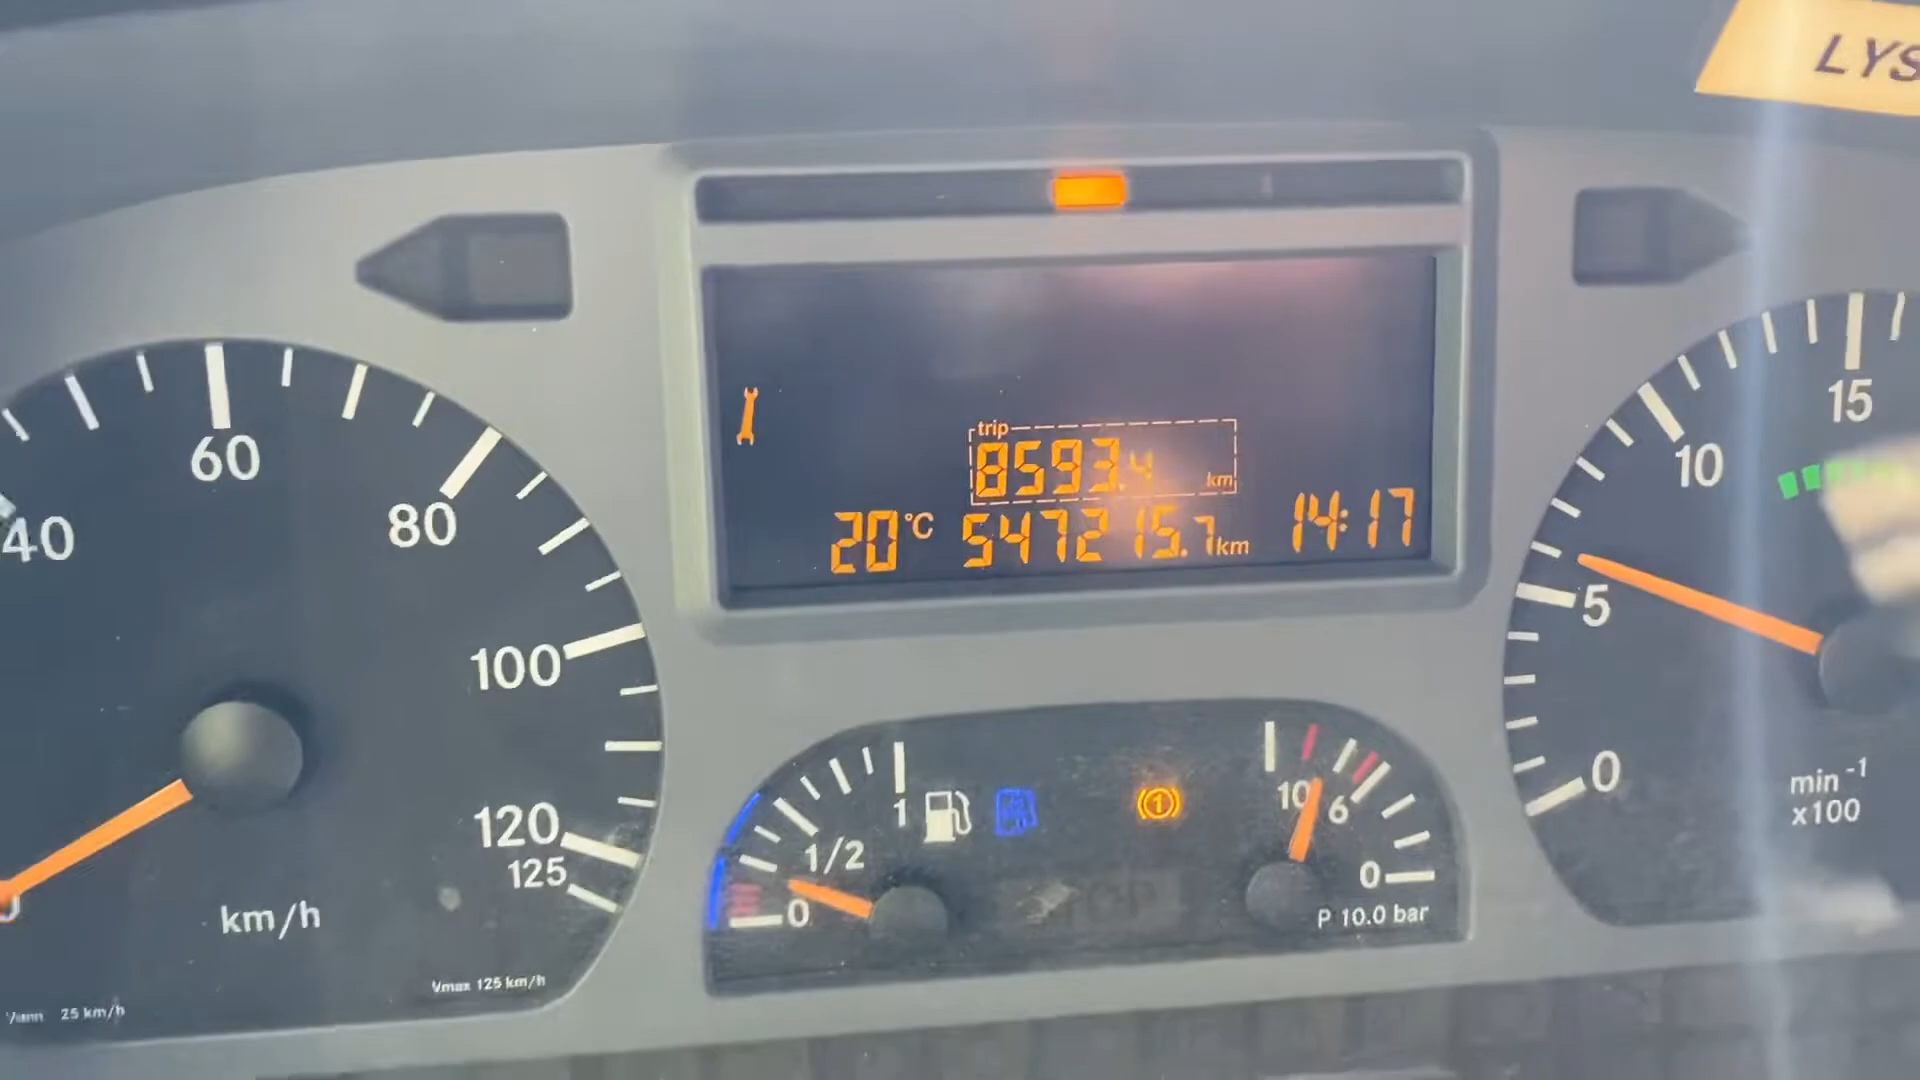 LYS
trip
8593.4 km
20 °C 547215.7 km 14:17
40
60
80
100
120
125
km/h
Vmax 125 km/h
25 km/h
0
1/2
1
10
6
0
P 10.0 bar
0
5
10
15
min⁻¹
x100